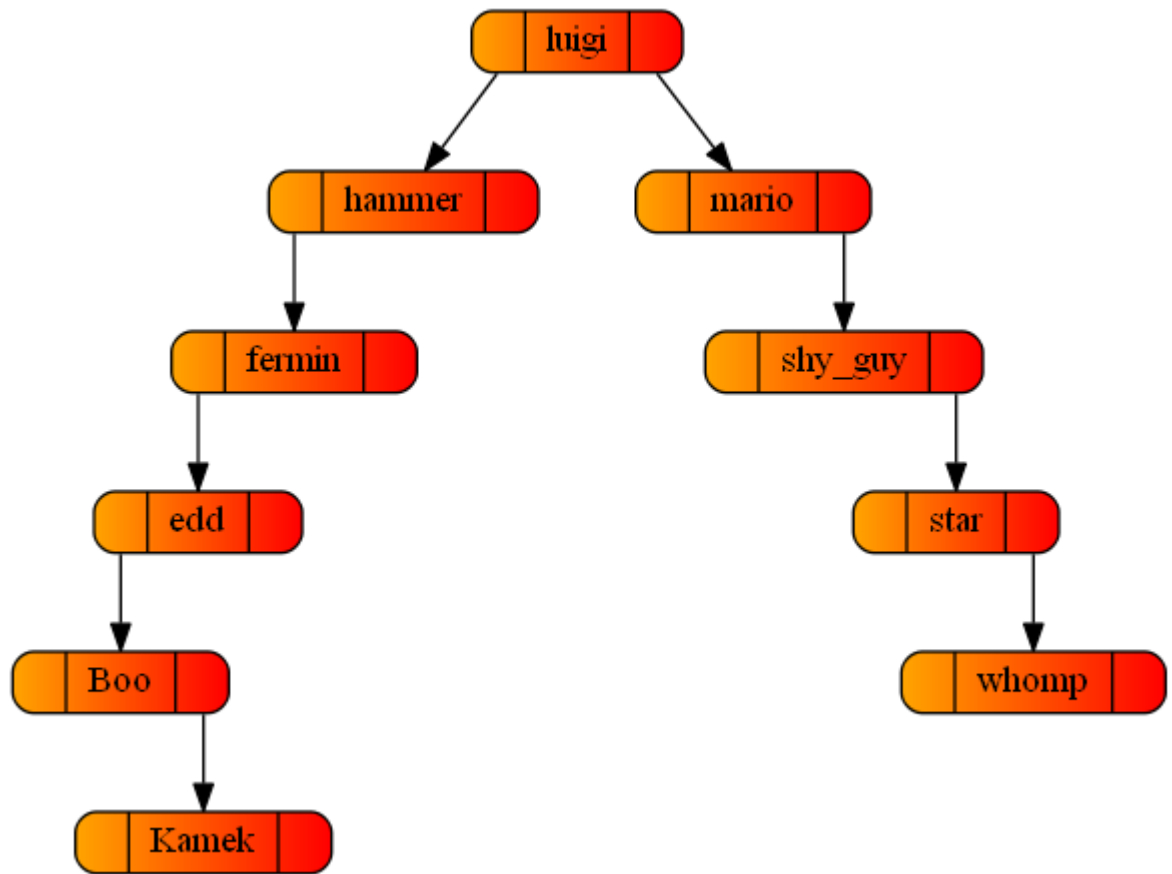 luigi
hammer
mario
fermin
shy_guy
edd
star
Boo
whomp
Kamek